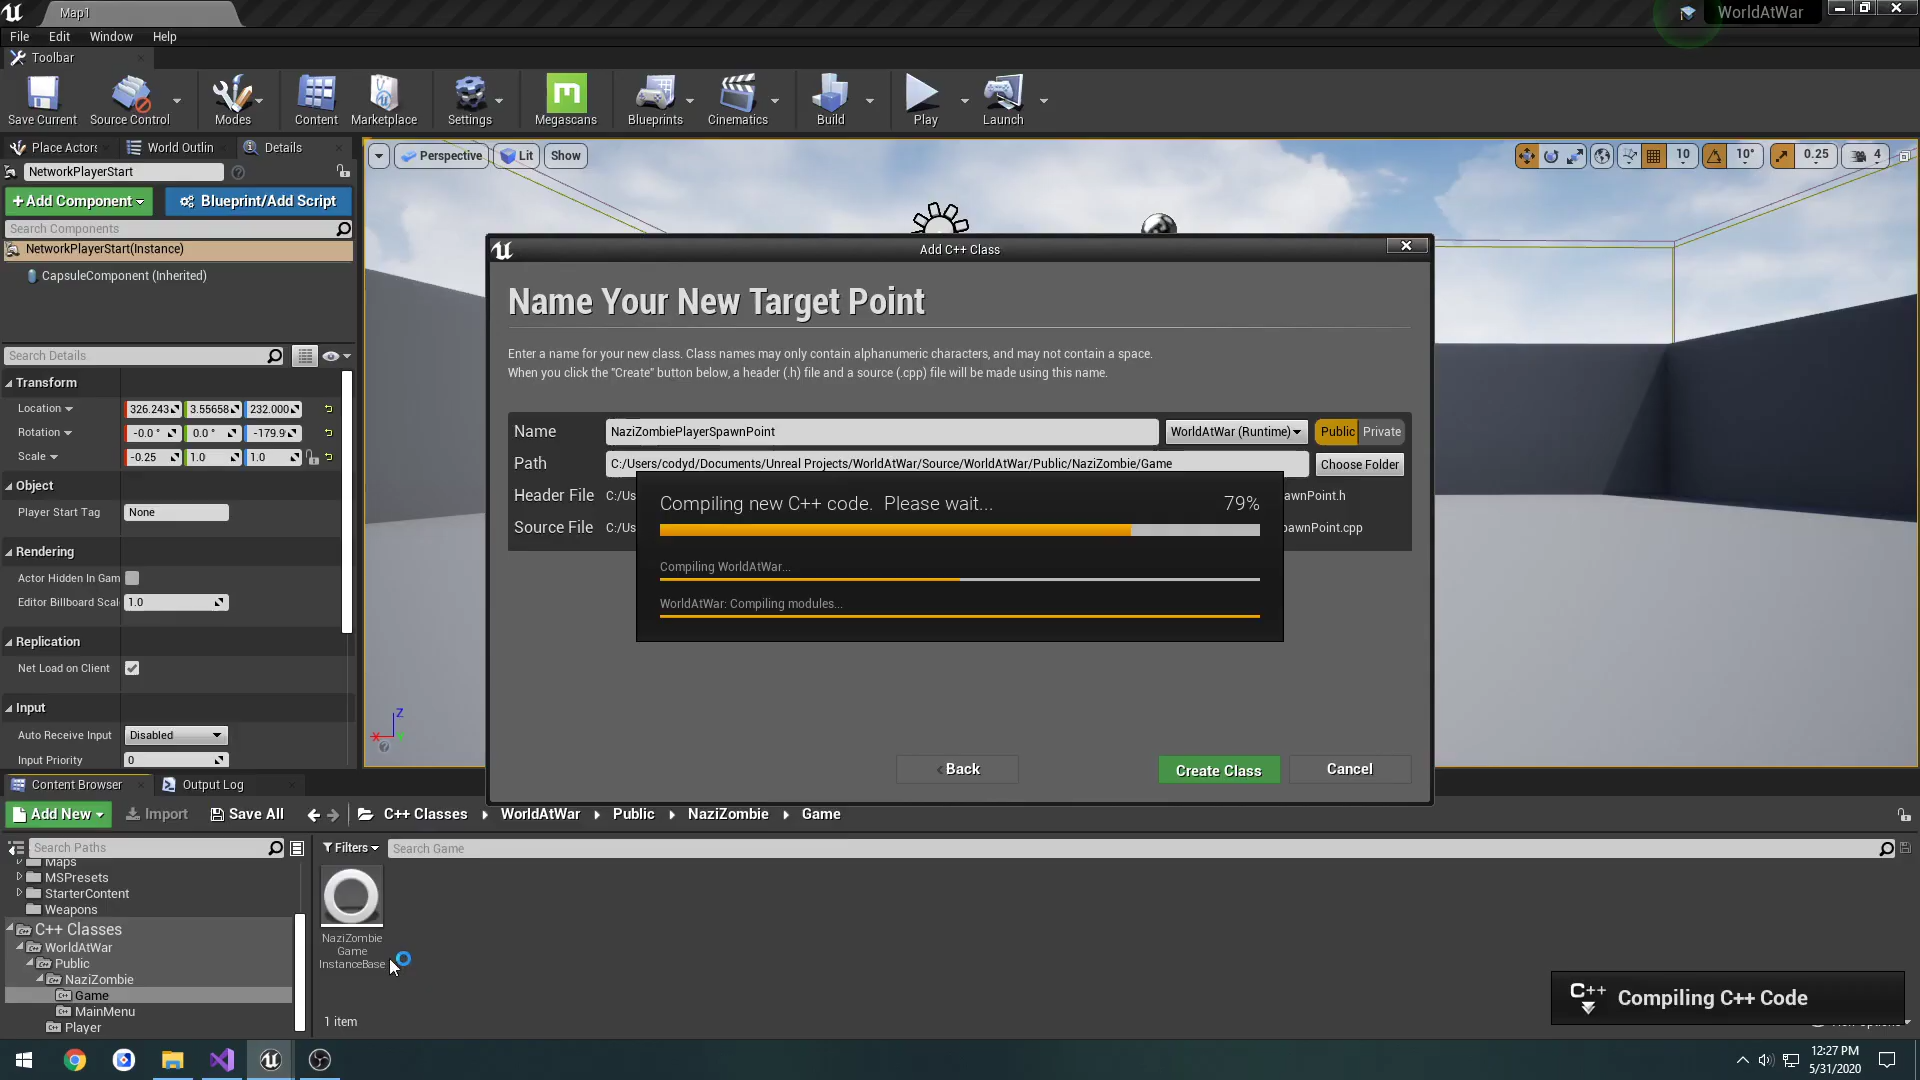 Map1
WorldAtWar
File Edit Window Help
Toolbar
Save Current
Source Control
Modes
Content
Marketplace
Settings
Megascans
Blueprints
Cinematics
Build
Play
Launch
Place Actors
World Outlin
Details
Perspective
Lit
Show
10
10°
0.25
4
NetworkPlayerStart
+Add Component
Blueprint/Add Script
Search Components
NetworkPlayerStart(Instance)
CapsuleComponent (Inherited)
Search Details
Transform
Location 326.243 3.55658 232.000
Rotation -0.0 ° 0.0 ° -179.9
Scale -0.25 1.0 1.0
Object
Player Start Tag None
Rendering
Actor Hidden In Gam
Editor Billboard Scal 1.0
Replication
Net Load on Client
Input
Auto Receive Input Disabled
Input Priority 0
Z
X
Add C++ Class
Name Your New Target Point
Enter a name for your new class. Class names may only contain alphanumeric characters, and may not contain a space.
When you click the "Create" button below, a header (.h) file and a source (.cpp) file will be made using this name.
Name NaziZombiePlayerSpawnPoint WorldAtWar (Runtime) Public Private
Path C:/Users/codyd/Documents/Unreal Projects/WorldAtWar/Source/WorldAtWar/Public/NaziZombie/Game Choose Folder
Header File C:/Us awnPoint.h
Source File C:/Us pawnPoint.cpp
Compiling new C++ code. Please wait... 79%
Compiling WorldAtWar...
WorldAtWar: Compiling modules...
Back
Create Class
Cancel
Content Browser
Output Log
Add New
Import
Save All
C++ Classes
WorldAtWar
Public
NaziZombie
Game
Search Paths
Filters
Search Game
Maps
MSPresets
StarterContent
Weapons
C++ Classes
WorldAtWar
Public
NaziZombie
Game
MainMenu
Player
NaziZombie
Game
InstanceBase
1 item
C++
Compiling C++ Code
12:27 PM
5/31/2020